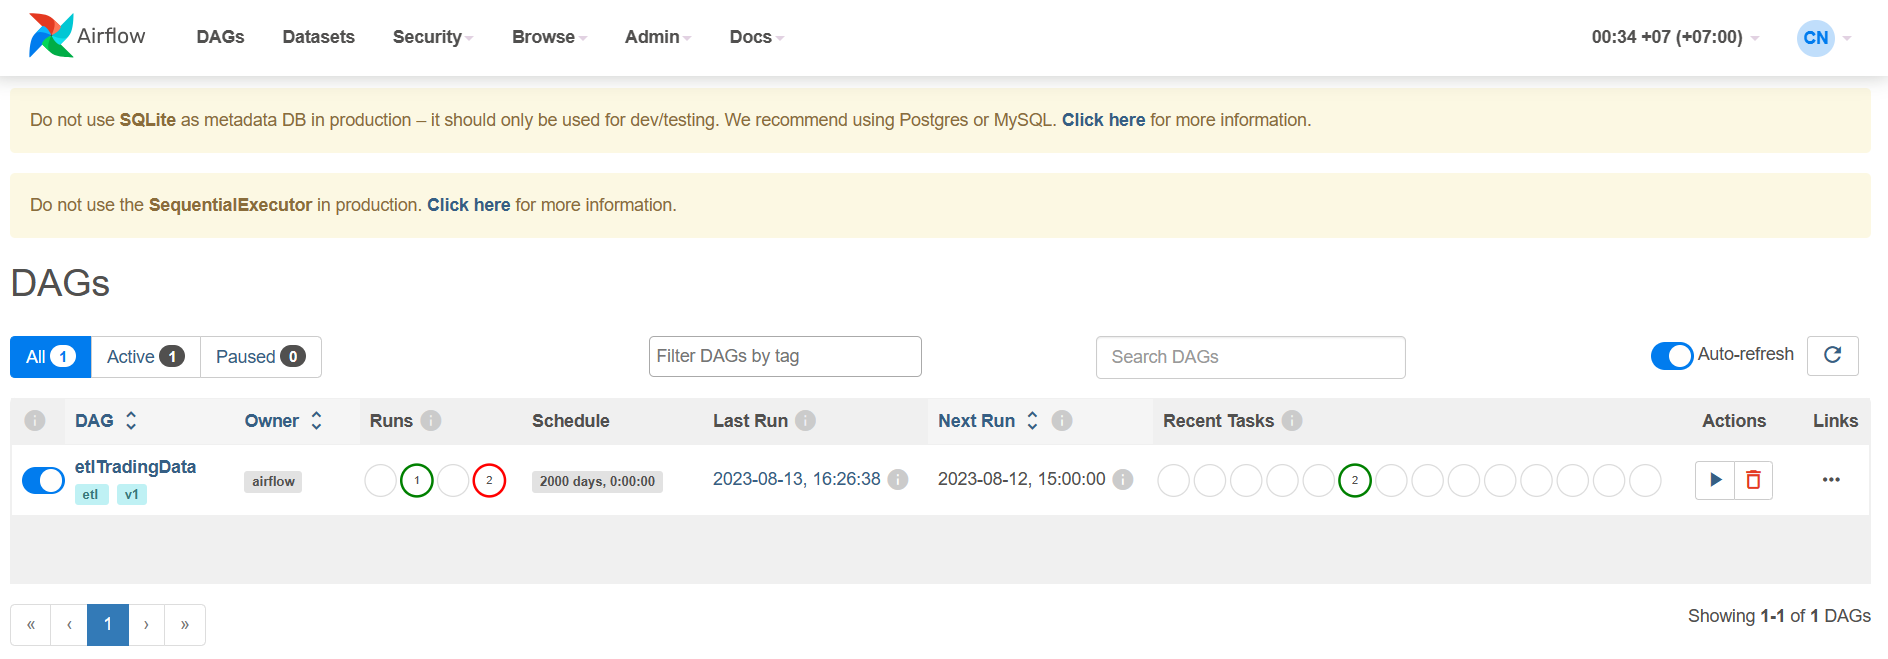 Airflow DAGs Datasets Security Browse Admin Docs 00:34 +07 (+07:00) CN
Do not use SQLite as metadata DB in production – it should only be used for dev/testing. We recommend using Postgres or MySQL. Click here for more information.
Do not use the SequentialExecutor in production. Click here for more information.
DAGs
All 1 Active 1 Paused 0 Filter DAGs by tag Search DAGs Auto-refresh
i DAG Owner Runs i Schedule Last Run i Next Run i Recent Tasks i Actions Links
etlTradingData
airflow 1 2 2000 days, 0:00:00 2023-08-13, 16:26:38 i 2023-08-12, 15:00:00 i 2
etl v1
« ‹ 1 › »
Showing 1-1 of 1 DAGs